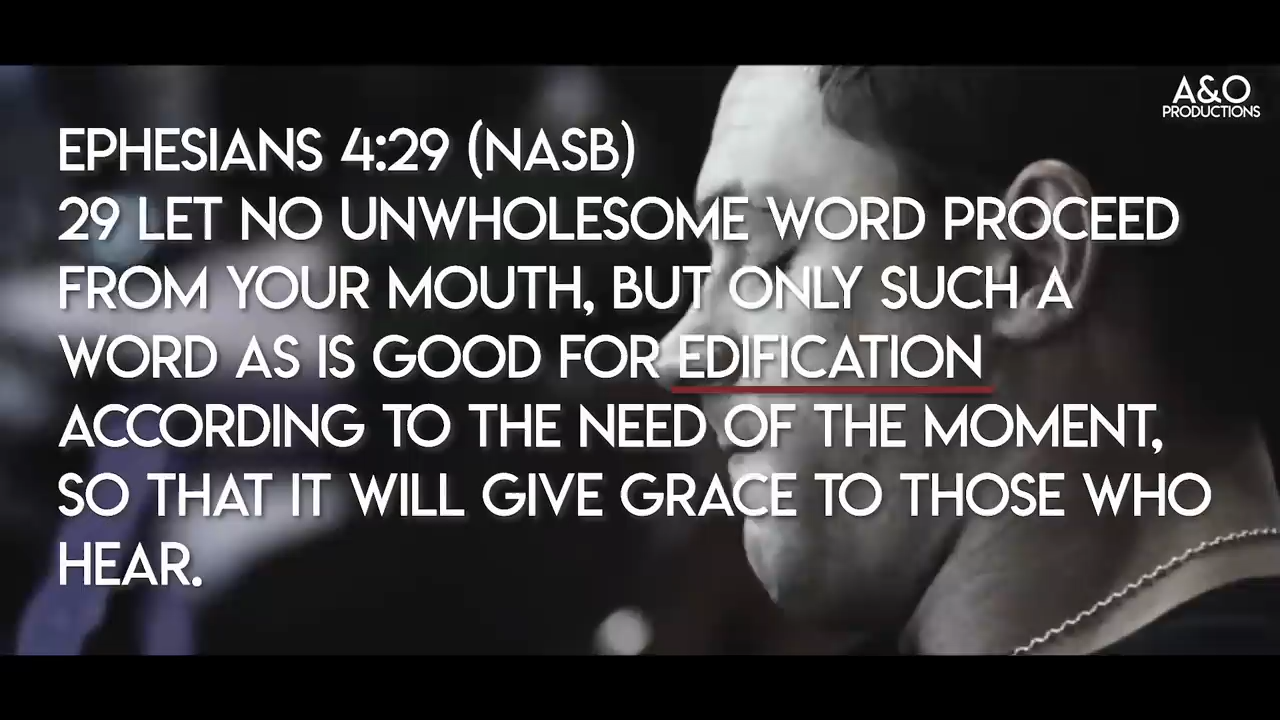 A&O
PRODUCTIONS
EPHESIANS 4:29 (NASB)
29 LET NO UNWHOLESOME WORD PROCEED
FROM YOUR MOUTH, BUT ONLY SUCH A
WORD AS IS GOOD FOR EDIFICATION
ACCORDING TO THE NEED OF THE MOMENT,
SO THAT IT WILL GIVE GRACE TO THOSE WHO
HEAR.